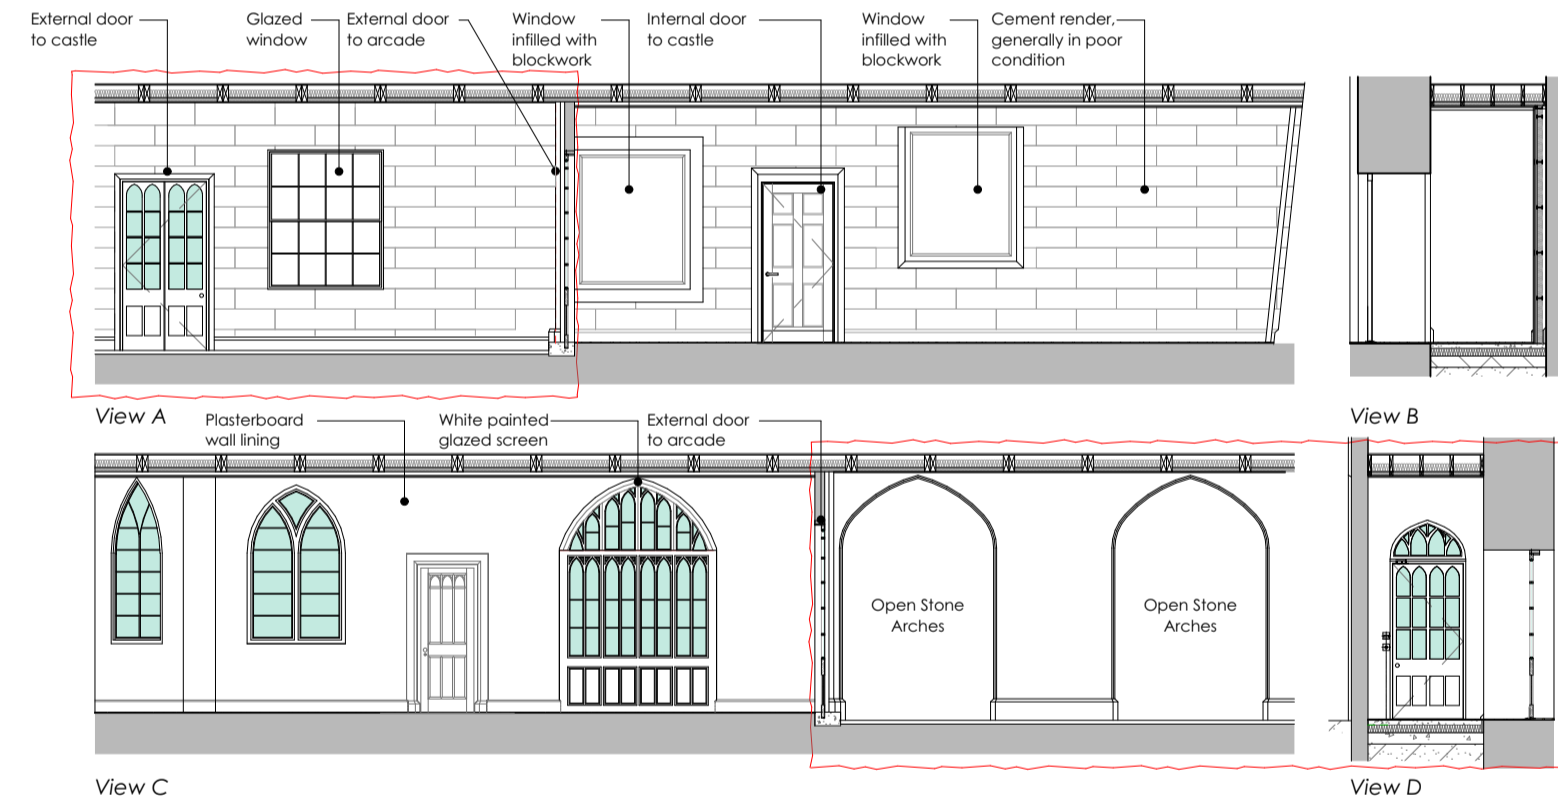 External door
to castle
Glazed
window
External door
to arcade
Window
infilled with
blockwork
Internal door
to castle
Window
infilled with
blockwork
Cement render,
generally in poor
condition
View A
View B
Plasterboard
wall lining
White painted
glazed screen
External door
to arcade
Open Stone
Arches
Open Stone
Arches
View C
View D